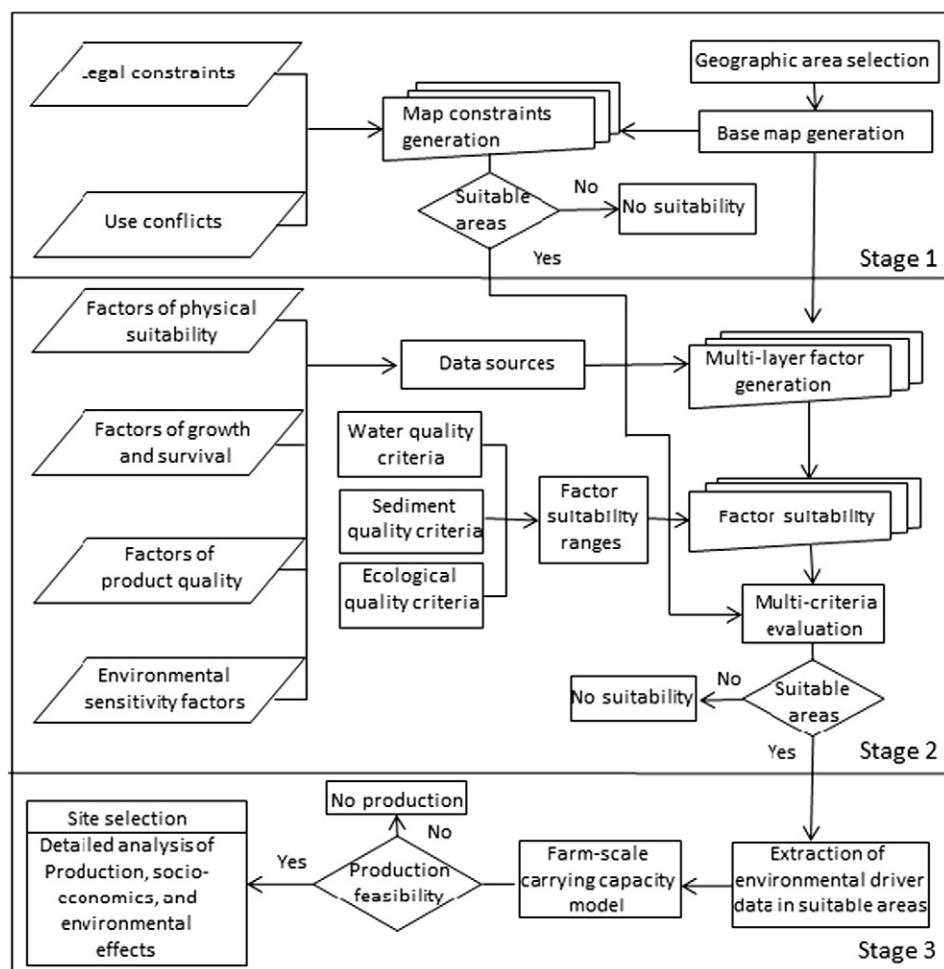 Legal constraints
Geographic area selection
Map constraints
generation
Base map generation
Use conflicts
Suitable
areas
No
No suitability
Yes
Stage 1
Factors of physical
suitability
Data sources
Multi-layer factor
generation
Factors of growth
and survival
Water quality
criteria
Sediment
quality criteria
Ecological
quality criteria
Factor
suitability
ranges
Factor suitability
Factors of
product quality
Multi-criteria
evaluation
Environmental
sensitivity factors
No
No suitability
Suitable
areas
Yes
Stage 2
Site selection
Detailed analysis of
Production, socio-
economics, and
environmental
effects
Yes
No production
No
Production
feasibility
Farm-scale
carrying capacity
model
Extraction of
environmental driver
data in suitable areas
Stage 3